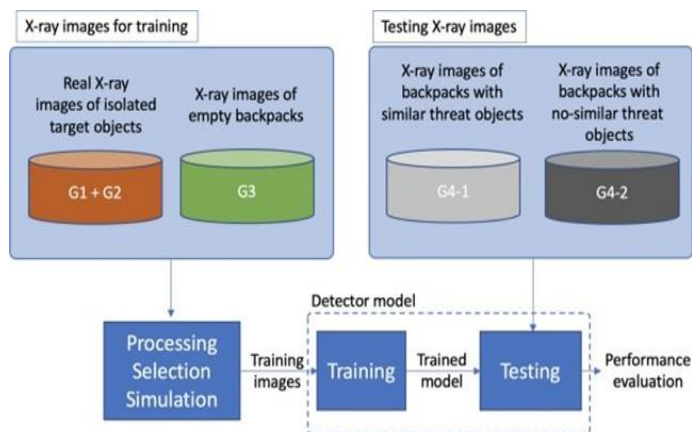 X-ray images for training
Testing X-ray images
Real X-ray
images of isolated
target objects
X-ray images of
empty backpacks
X-ray images of
backpacks with
similar threat objects
X-ray images of
backpacks with
no-similar threat
objects
G1 + G2
G3
G4-1
G4-2
Detector model
Processing
Selection
Simulation
Training
images
Training
Trained
model
Testing
Performance
evaluation